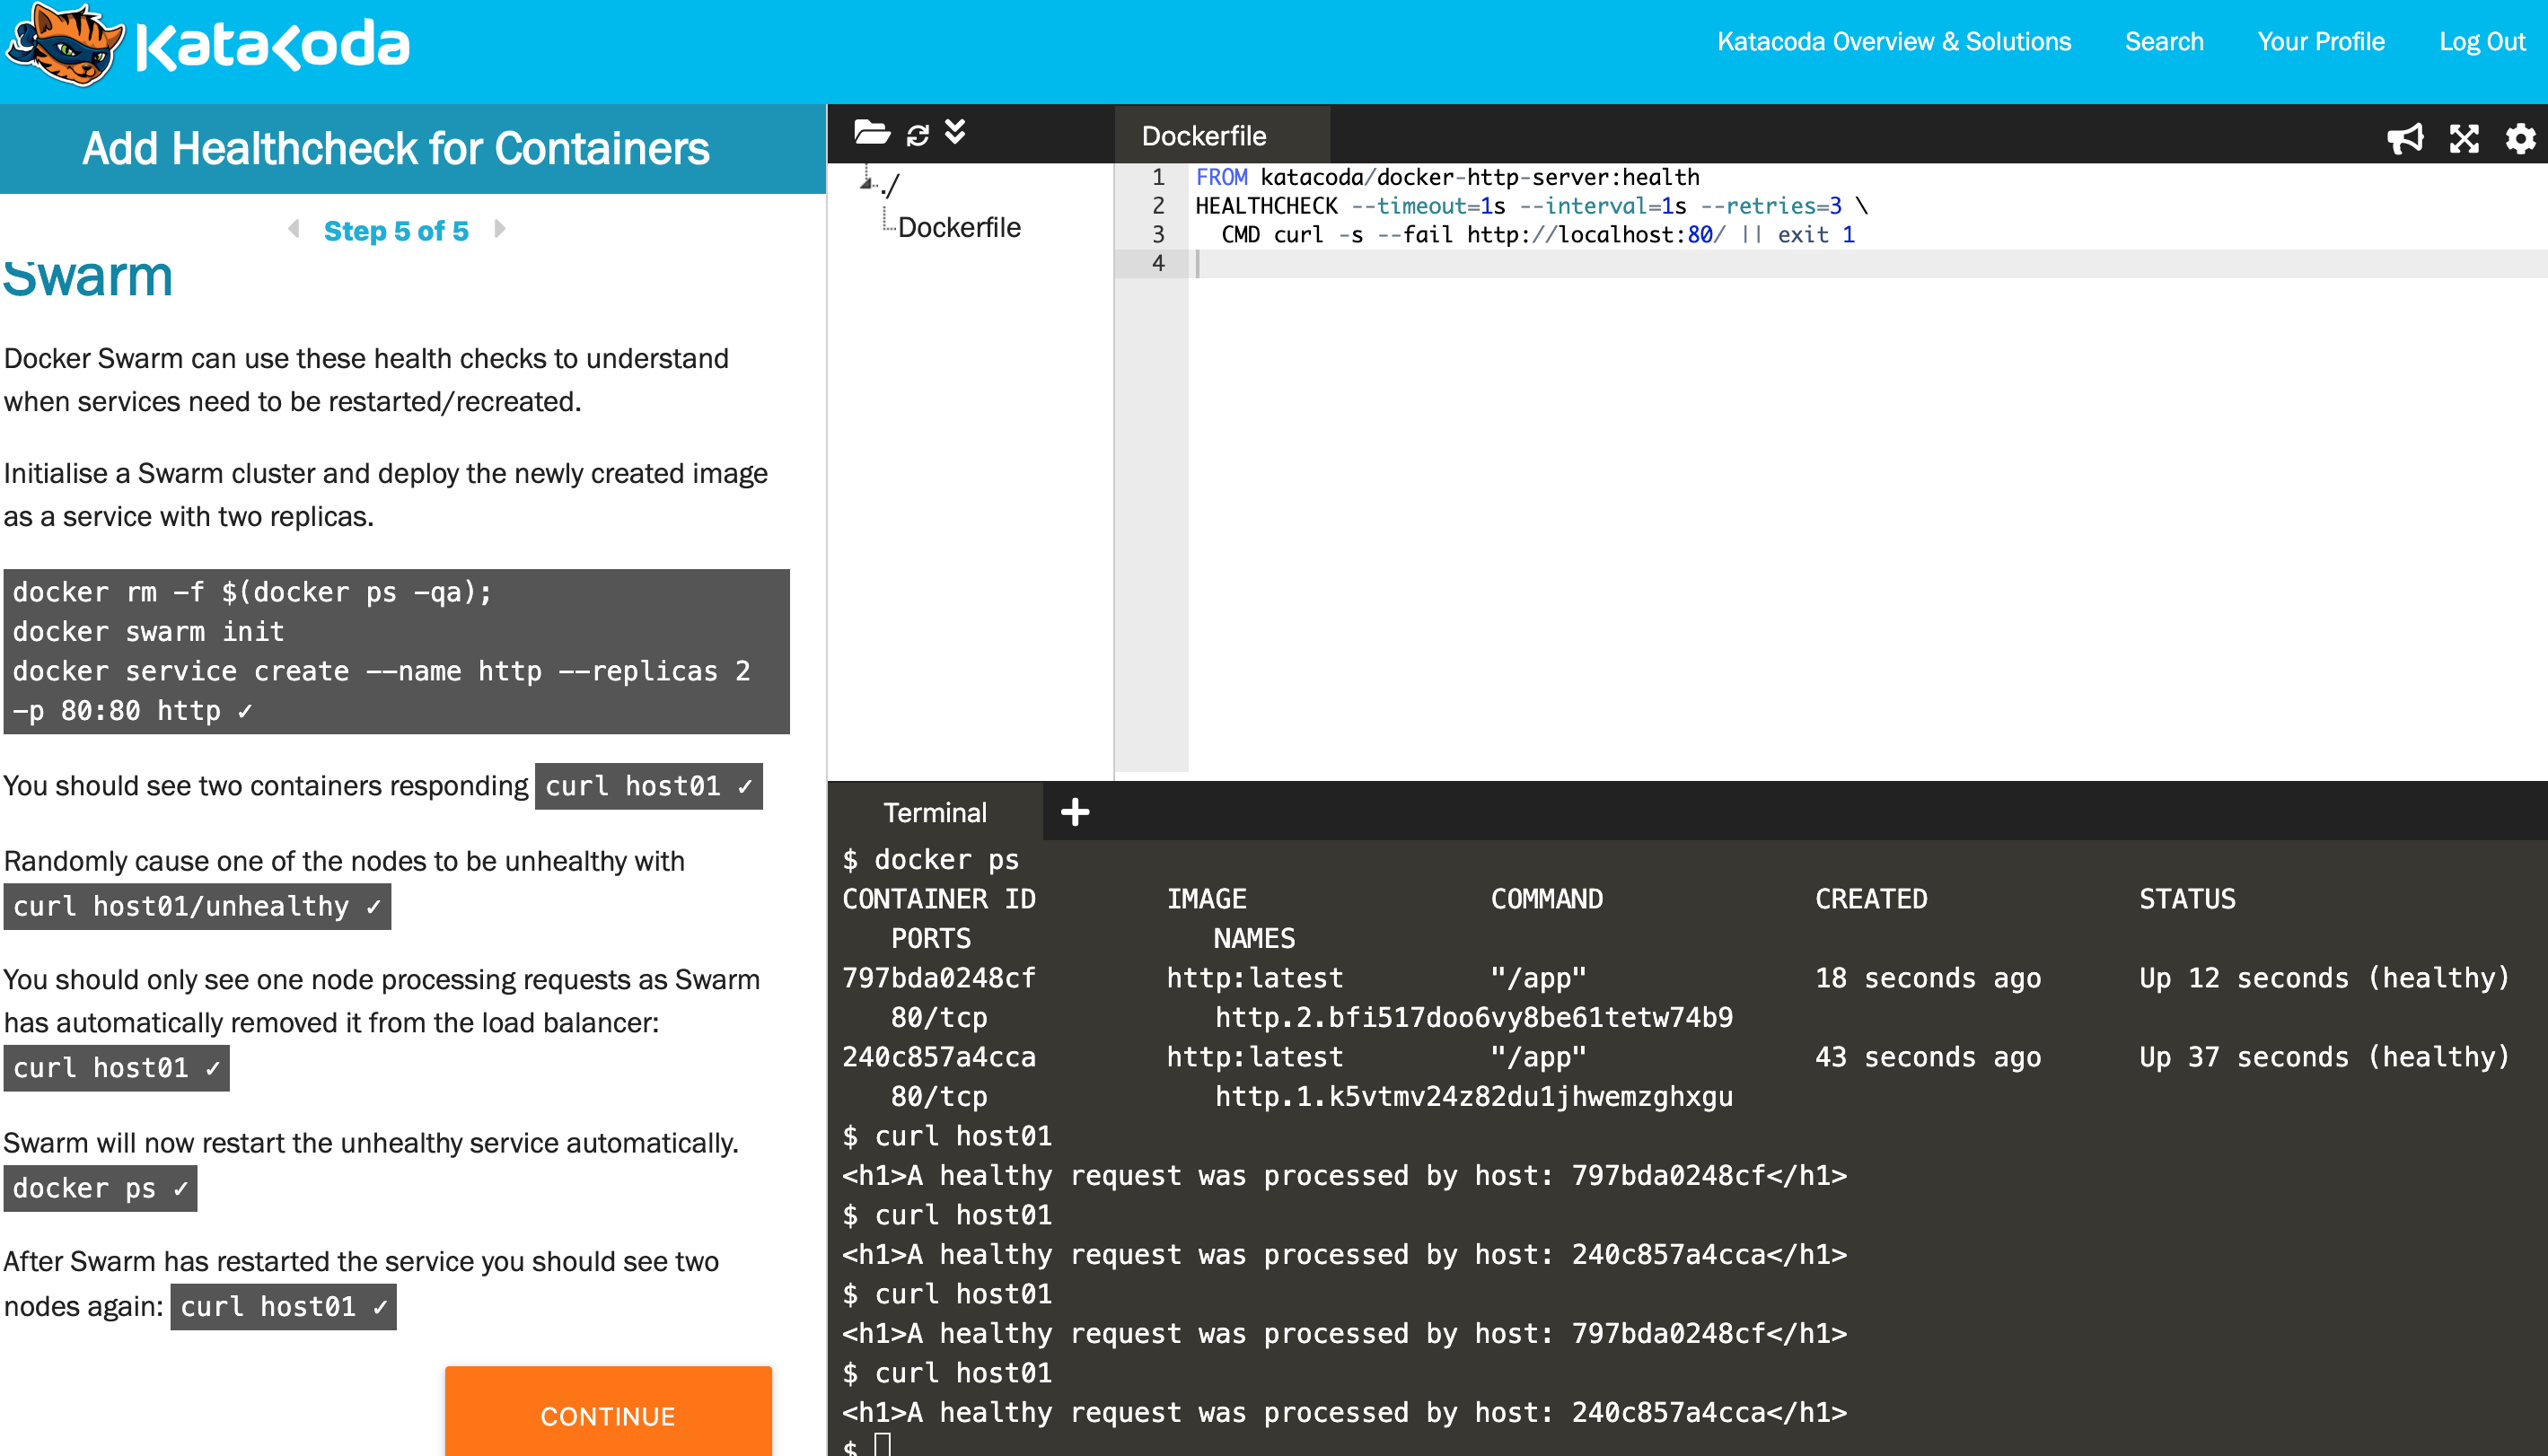 KataKoda
Katacoda Overview & Solutions
Search
Your Profile
Log Out
Add Healthcheck for Containers
Step 5 of 5
Swarm
Docker Swarm can use these health checks to understand
when services need to be restarted/recreated.
Initialise a Swarm cluster and deploy the newly created image
as a service with two replicas.
docker rm -f $(docker ps -qa);
docker swarm init
docker service create --name http --replicas 2
-p 80:80 http ✓
You should see two containers responding curl host01 ✓
Randomly cause one of the nodes to be unhealthy with
curl host01/unhealthy ✓
You should only see one node processing requests as Swarm
has automatically removed it from the load balancer:
curl host01 ✓
Swarm will now restart the unhealthy service automatically.
docker ps ✓
After Swarm has restarted the service you should see two
nodes again: curl host01 ✓
CONTINUE
./
Dockerfile
Dockerfile
1 FROM katacoda/docker-http-server:health
2 HEALTHCHECK --timeout=1s --interval=1s --retries=3 \
3   CMD curl -s --fail http://localhost:80/ || exit 1
4
Terminal
$ docker ps
CONTAINER ID        IMAGE               COMMAND             CREATED             STATUS
   PORTS               NAMES
797bda0248cf        http:latest         "/app"              18 seconds ago      Up 12 seconds (healthy)
   80/tcp              http.2.bfi517doo6vy8be61tetw74b9
240c857a4cca        http:latest         "/app"              43 seconds ago      Up 37 seconds (healthy)
   80/tcp              http.1.k5vtmv24z82du1jhwemzghxgu
$ curl host01
<h1>A healthy request was processed by host: 797bda0248cf</h1>
$ curl host01
<h1>A healthy request was processed by host: 240c857a4cca</h1>
$ curl host01
<h1>A healthy request was processed by host: 797bda0248cf</h1>
$ curl host01
<h1>A healthy request was processed by host: 240c857a4cca</h1>
$